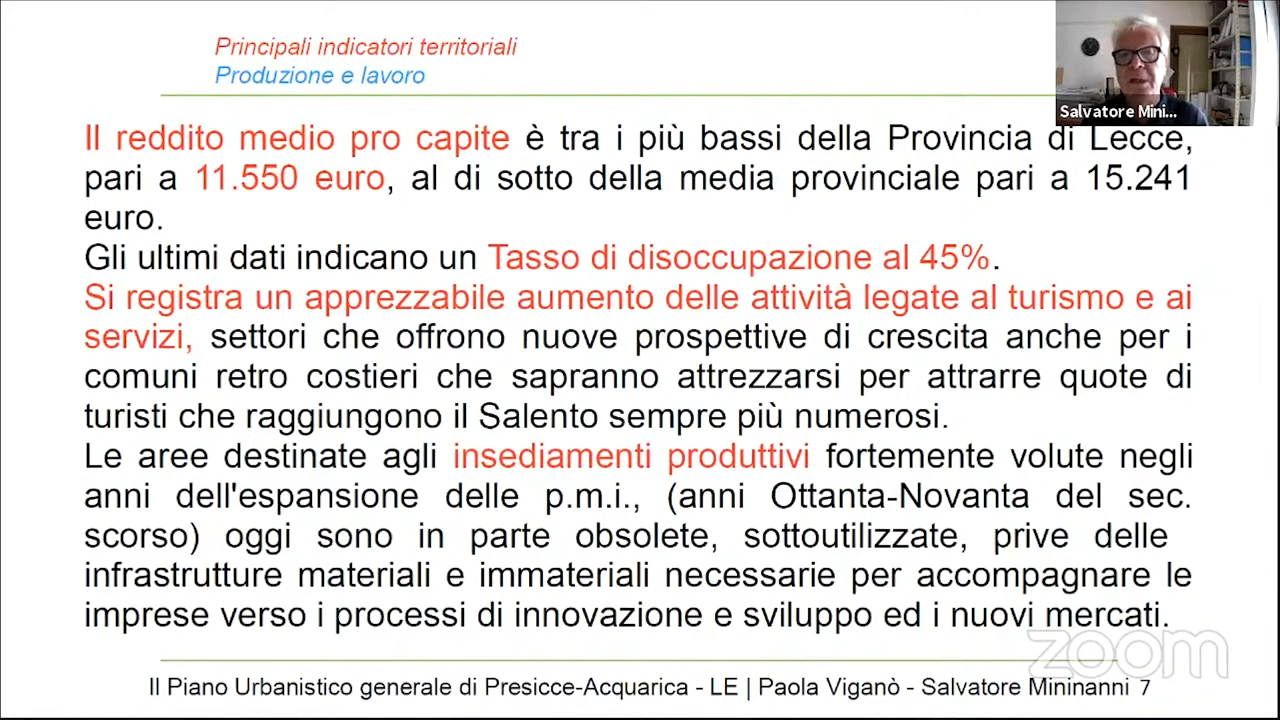 Principali indicatori territoriali
Produzione e lavoro
Salvatore Mini...
Il reddito medio pro capite è tra i più bassi della Provincia di Lecce,
pari a 11.550 euro, al di sotto della media provinciale pari a 15.241
euro.
Gli ultimi dati indicano un Tasso di disoccupazione al 45%.
Si registra un apprezzabile aumento delle attività legate al turismo e ai
servizi, settori che offrono nuove prospettive di crescita anche per i
comuni retro costieri che sapranno attrezzarsi per attrarre quote di
turisti che raggiungono il Salento sempre più numerosi.
Le aree destinate agli insediamenti produttivi fortemente volute negli
anni dell'espansione delle p.m.i., (anni Ottanta-Novanta del sec.
scorso) oggi sono in parte obsolete, sottoutilizzate, prive delle
infrastrutture materiali e immateriali necessarie per accompagnare le
imprese verso i processi di innovazione e sviluppo ed i nuovi mercati.
zoom
Il Piano Urbanistico generale di Presicce-Acquarica - LE | Paola Viganò - Salvatore Mininanni 7